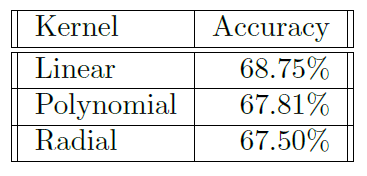 Kernel Accuracy
Linear 68.75%
Polynomial 67.81%
Radial 67.50%